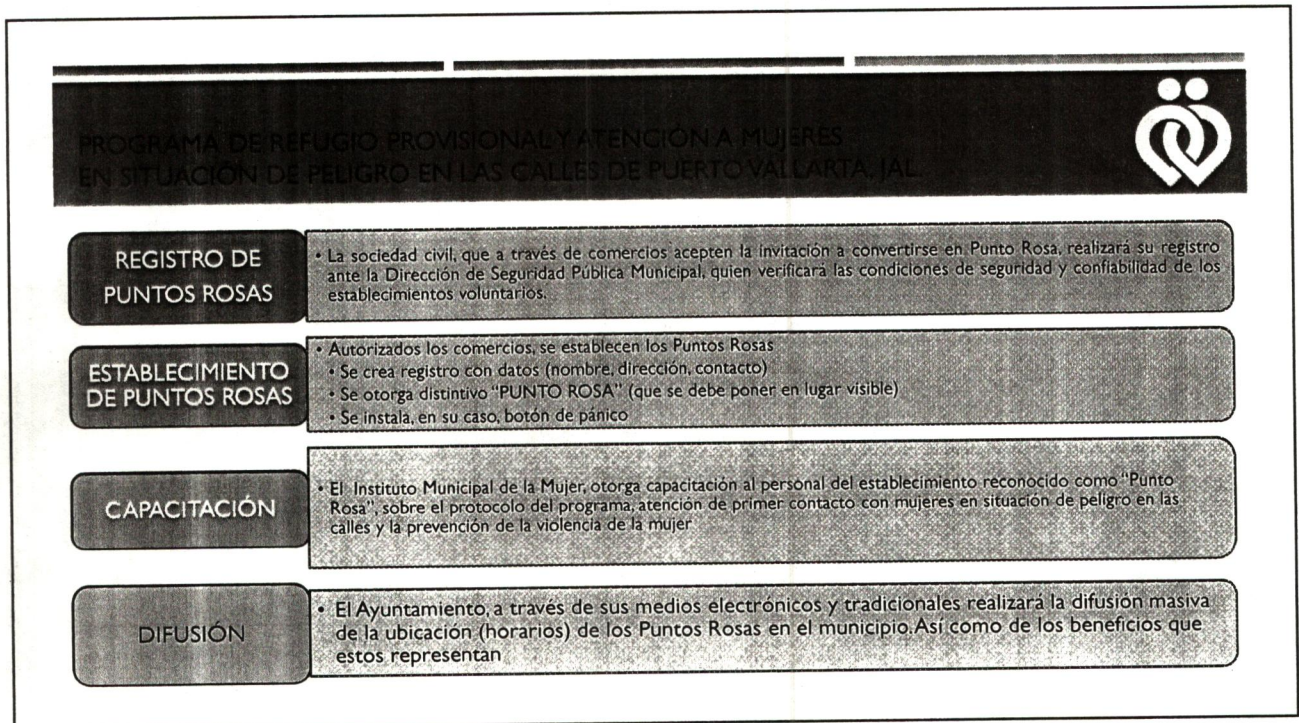 PROGRAMA DE REFUGIO PROVISIONAL Y ATENCIÓN A MUJERES
EN SITUACIÓN DE PELIGRO EN LAS CALLES DE PUERTO VALLARTA, JAL.
REGISTRO DE
PUNTOS ROSAS
• La sociedad civil, que a través de comercios acepten la invitación a convertirse en Punto Rosa, realizará su registro
ante la Dirección de Seguridad Pública Municipal, quien verificará las condiciones de seguridad y confiabilidad de los
establecimientos voluntarios.
ESTABLECIMIENTO
DE PUNTOS ROSAS
• Autorizados los comercios, se establecen los Puntos Rosas
• Se crea registro con datos (nombre, dirección, contacto)
• Se otorga distintivo "PUNTO ROSA" (que se debe poner en lugar visible)
• Se instala, en su caso, botón de pánico
CAPACITACIÓN
• El Instituto Municipal de la Mujer, otorga capacitación al personal del establecimiento reconocido como "Punto
Rosa", sobre el protocolo del programa, atención de primer contacto con mujeres en situación de peligro en las
calles y la prevención de la violencia de la mujer
DIFUSIÓN
• El Ayuntamiento, a través de sus medios electrónicos y tradicionales realizará la difusión masiva
de la ubicación (horarios) de los Puntos Rosas en el municipio. Así como de los beneficios que
estos representan